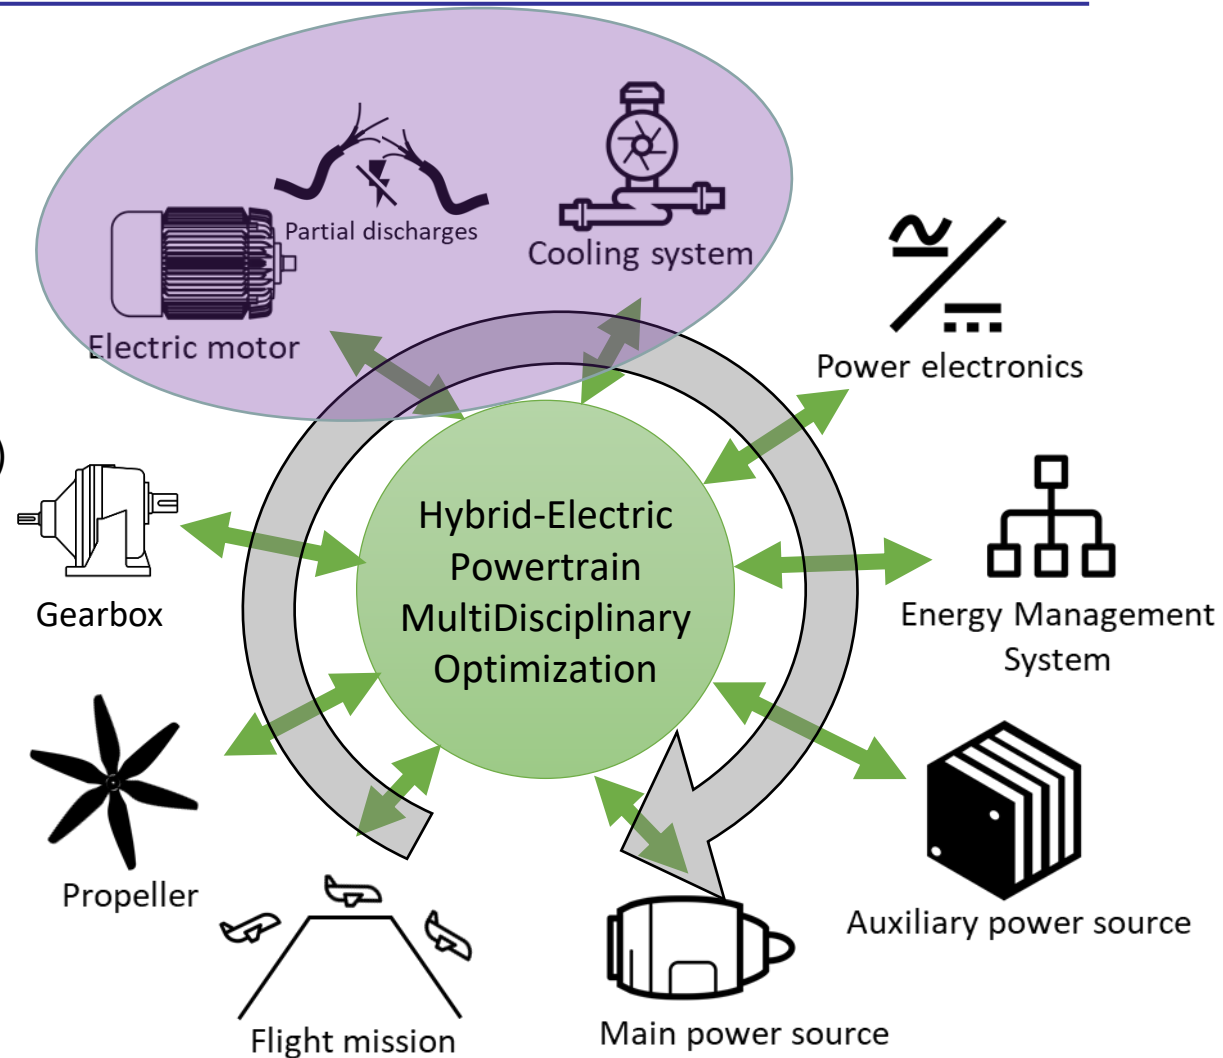 Partial discharges
Cooling system
Electric motor
Power electronics
Hybrid-Electric
Powertrain
MultiDisciplinary
Optimization
Gearbox
Energy Management
System
Propeller
Auxiliary power source
Flight mission
Main power source